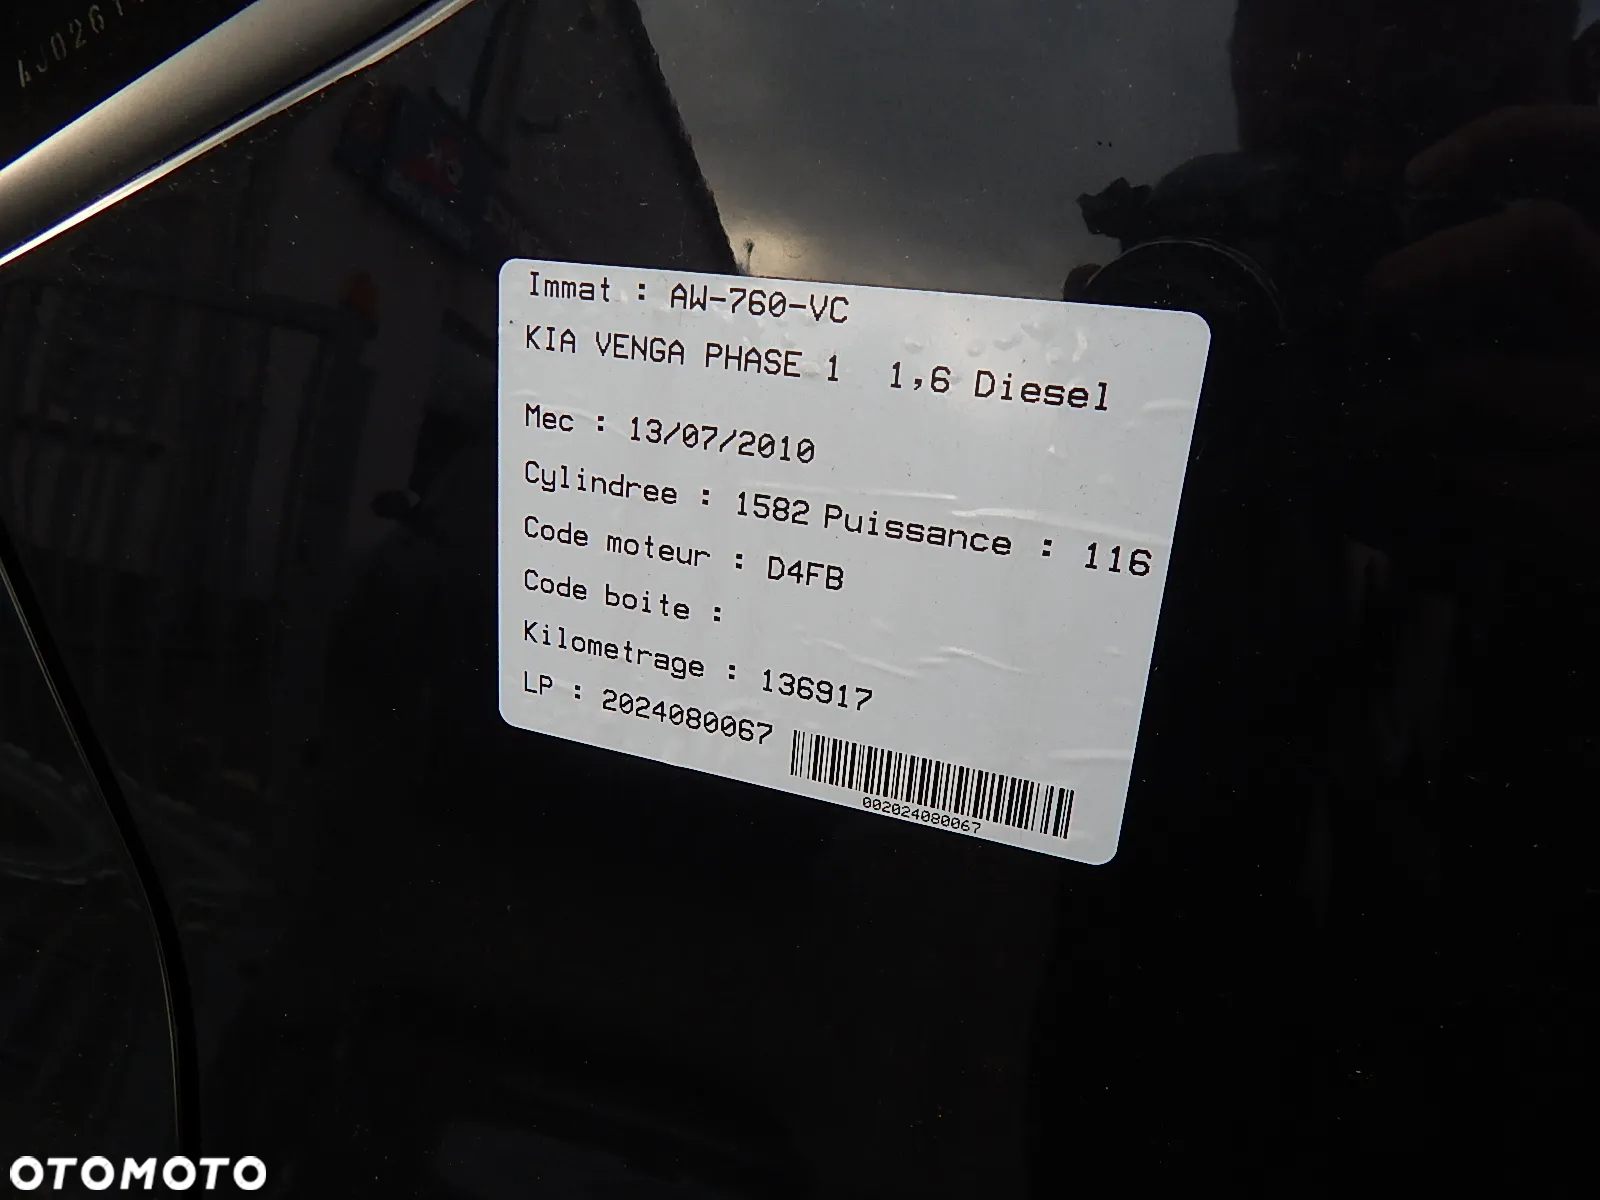 Immat : AW-760-VC
KIA VENGA PHASE 1 1,6 Diesel
Mec : 13/07/2010
Cylindree : 1582 Puissance : 116
Code moteur : D4FB
Code boite :
Kilometrage : 136917
LP : 2024080067
002024080067
OTOMOTO